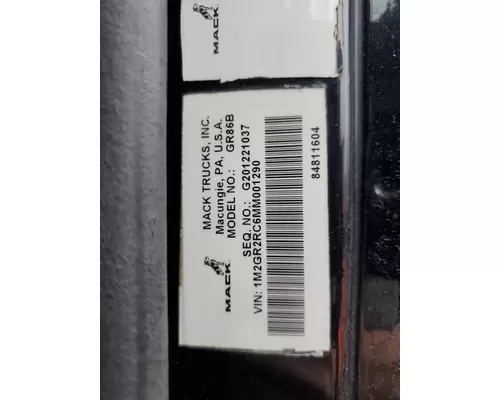 MACK
MACK
MACK TRUCKS, INC.
Macungie, PA, U.S.A.
MODEL NO.: GR86B
SEQ. NO.: G201221037
VIN: 1M2GR2RC6MM001290
84811604